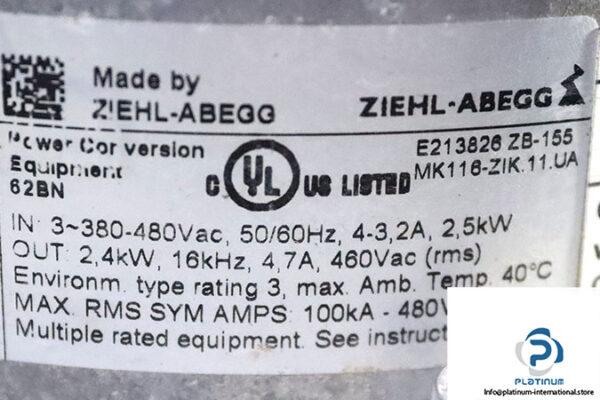 Made by
ZIEHL-ABEGG
ZIEHL-ABEGG
Power Conversion
Equipment
62BN
C UL US LISTED
E213826 ZB-155
MK116-ZIK.11.UA
IN: 3~380-480Vac, 50/60Hz, 4-3,2A, 2,5kW
OUT: 2,4kW, 16kHz, 4,7A, 460Vac (rms)
Environm. type rating 3, max. Amb. Temp. 40°C
MAX. RMS SYM AMPS: 100kA - 480V
Multiple rated equipment. See instruct
PLATINUM
Info@platinum-international.store